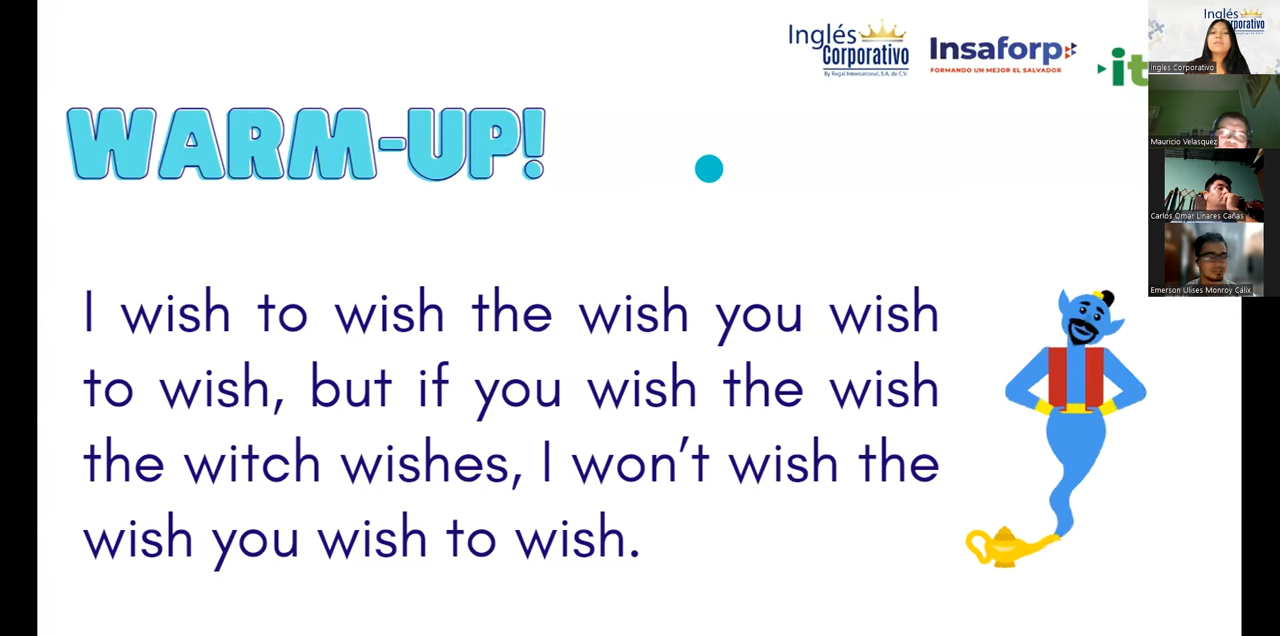 Inglés
Corporativo
By Regal International, S.A. de C.V.
Insaforp
FORMANDO UN MEJOR EL SALVADOR
it
WARM-UP!
I wish to wish the wish you wish
to wish, but if you wish the wish
the witch wishes, I won't wish the
wish you wish to wish.
Inglés
Corporativo
Ingles Corporativo
Mauricio Velasquez
Carlos Omar Linares Cañas
Emerson Ulises Monroy Cálix